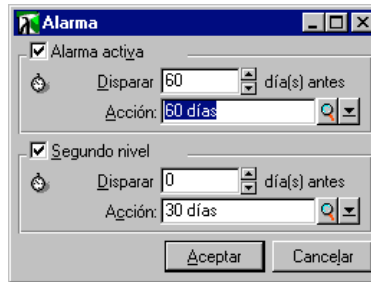 Alarma
Alarma activa
Disparar 60 día(s) antes
Acción: 60 días
Segundo nivel
Disparar 0 día(s) antes
Acción: 30 días
Aceptar Cancelar